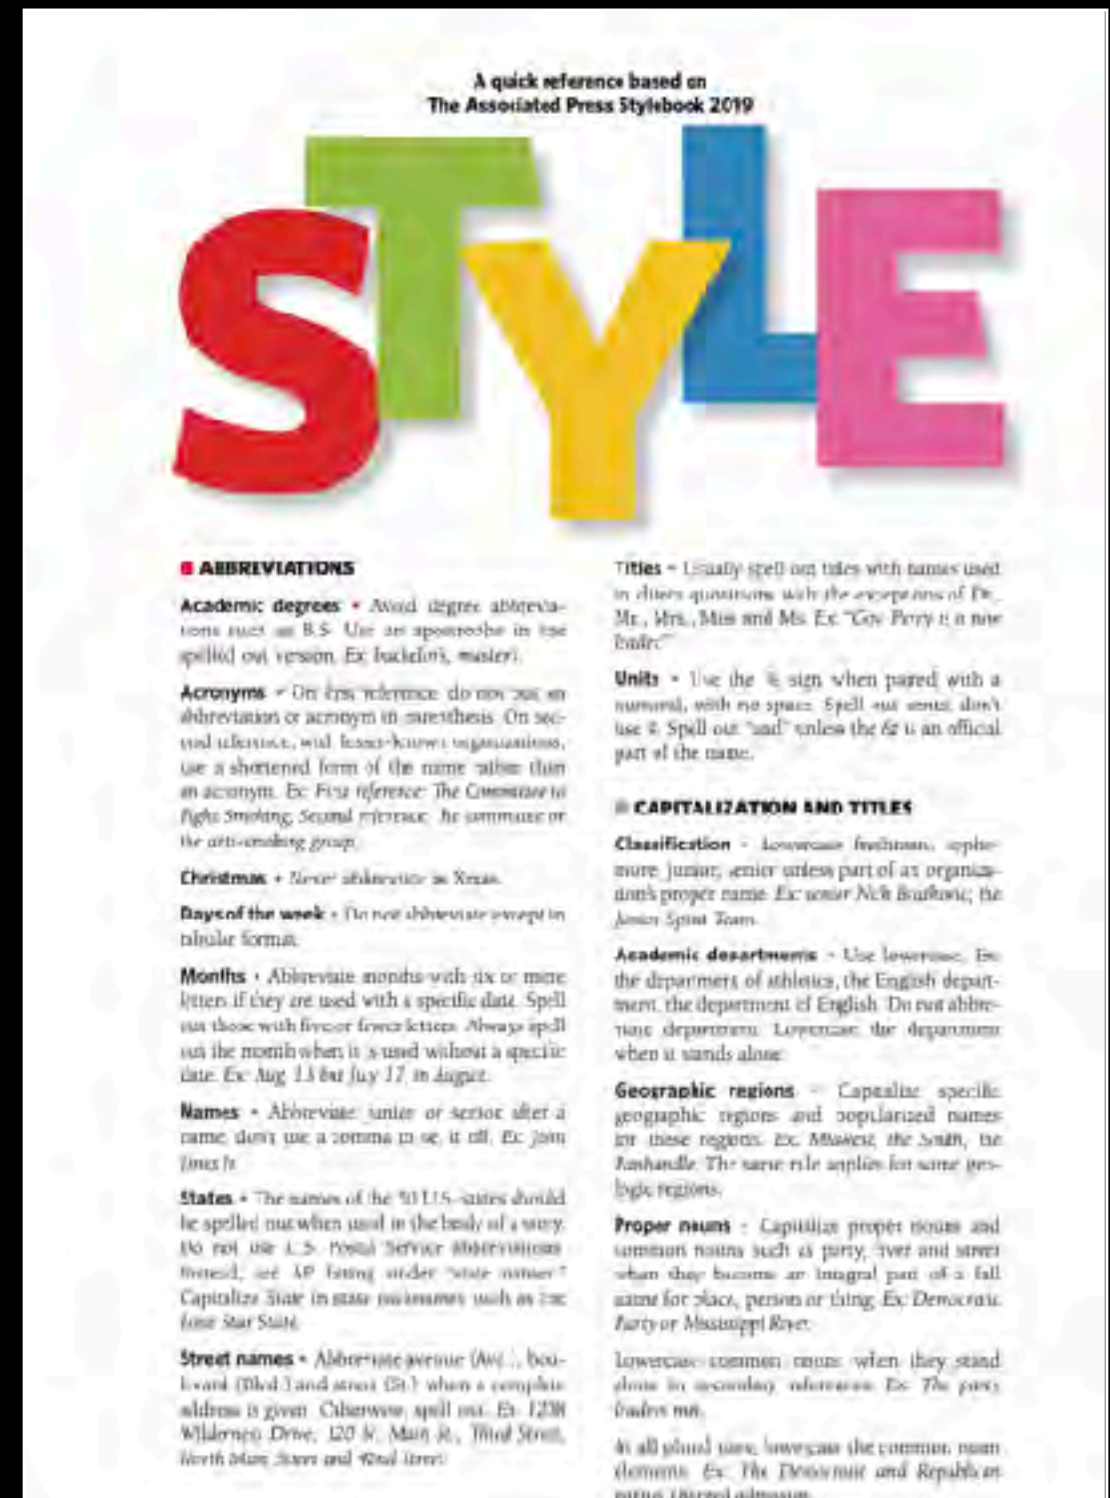 A quick reference based on
The Associated Press Stylebook 2019
STYLE
ABBREVIATIONS
Academic degrees • Avoid degree abbrevia-
tions such as B.S. Use an apostrophe in the
spelled out version. Ex: bachelor's, master's.
Acronyms • On first reference, do not put an
abbreviation or acronym in parenthesis. On sec-
ond reference, with lesser-known organizations,
use a shortened form of the name rather than
an acronym. Ex: First reference: The Committee to
Fight Smoking; Second reference: the committee or
the anti-smoking group.
Christmas • Never abbreviate as Xmas.
Days of the week • Do not abbreviate except in
tabular format.
Months • Abbreviate months with six or more
letters if they are used with a specific date. Spell
out those with five or fewer letters. Always spell
out the month when it is used without a specific
date. Ex: Aug. 13 but July 17, in August.
Names • Abbreviate junior or senior after a
name; don't use a comma to set it off. Ex: John
Jones Jr.
States • The names of the 50 U.S. states should
be spelled out when used in the body of a story.
Do not use U.S. Postal Service abbreviations.
Instead, see AP listing under "state names."
Capitalize State in state nicknames such as the
Lone Star State.
Street names • Abbreviate avenue (Ave.), bou-
levard (Blvd.) and street (St.) when a complete
address is given. Otherwise, spell out. Ex: 1238
Wilderness Drive, 120 N. Main St., Third Street,
North Main Street and 42nd Street.
Titles • Usually spell out titles with names used
in direct quotations with the exceptions of Dr.,
Mr., Mrs., Miss and Ms. Ex: "Gov. Perry is a new
leader."
Units • Use the % sign when paired with a
numeral, with no space. Spell out cents; don't
use ¢. Spell out "and" unless the & is an official
part of the name.
CAPITALIZATION AND TITLES
Classification • Lowercase freshman, sopho-
more, junior, senior unless part of an organiza-
tion's proper name. Ex: senior Nick; the
Junior Spirit Team.
Academic departments • Use lowercase. Ex:
the department of athletics, the English depart-
ment, the department of English. Do not abbre-
viate department. Lowercase the department
when it stands alone.
Geographic regions • Capitalize specific
geographic regions and popularized names
for those regions. Ex: Midwest, the South, the
Panhandle. The same rule applies for some geo-
logic regions.
Proper nouns • Capitalize proper nouns and
common nouns such as party, river and street
when they become an integral part of a full
name for place, person or thing. Ex: Democratic
Party or Mississippi River.
Lowercase common nouns when they stand
alone in secondary references. Ex: The party
leaders met.
In all plural uses, lowercase the common noun
elements. Ex: The Democratic and Republican